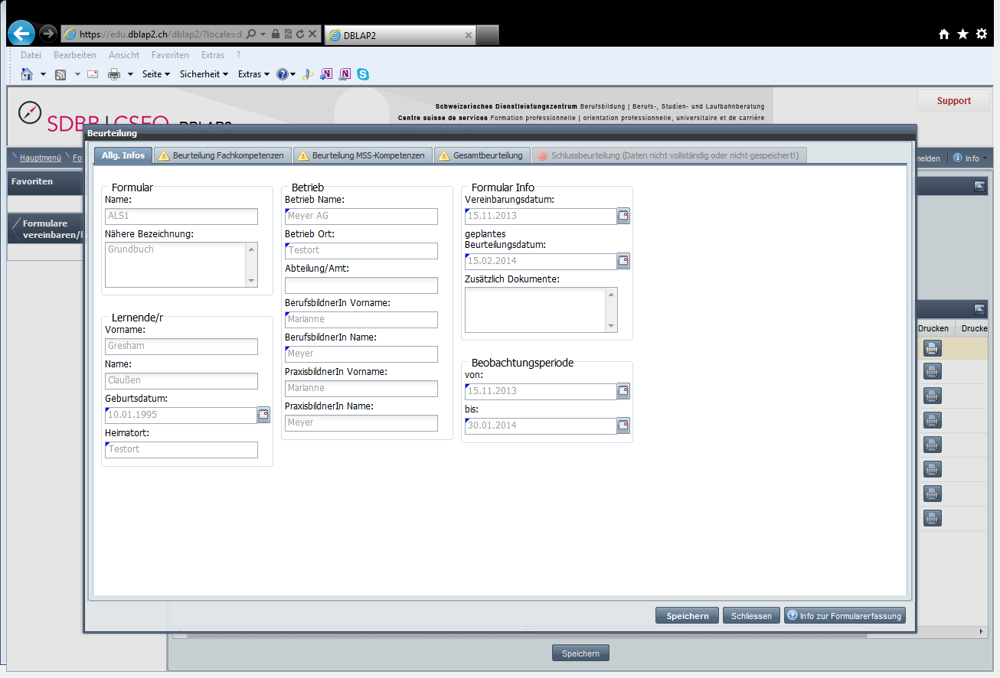 https://edu.dblap2.ch/dblap2/?locale=d
DBLAP2
Datei Bearbeiten Ansicht Favoriten Extras ?
Seite Sicherheit Extras
Schweizerisches Dienstleistungszentrum Berufsbildung | Berufs-, Studien- und Laufbahnberatung
Centre suisse de services Formation professionnelle | orientation professionnelle, universitaire et de carrière
Support
SDBB | CSFO DBLAP2
Beurteilung
Hauptmenü Fo
Allg. Infos Beurteilung Fachkompetenzen Beurteilung MSS-Kompetenzen Gesamtbeurteilung Schlussbeurteilung (Daten nicht vollständig oder nicht gespeichert!)
melden Info
Favoriten
Formulare
vereinbaren/
Formular
Name:
ALS1
Nähere Bezeichnung:
Grundbuch
Lernende/r
Vorname:
Gresham
Name:
Claußen
Geburtsdatum:
10.01.1995
Heimatort:
Testort
Betrieb
Betrieb Name:
Meyer AG
Betrieb Ort:
Testort
Abteilung/Amt:
BerufsbildnerIn Vorname:
Marianne
BerufsbildnerIn Name:
Meyer
PraxisbildnerIn Vorname:
Marianne
PraxisbildnerIn Name:
Meyer
Formular Info
Vereinbarungsdatum:
15.11.2013
geplantes
Beurteilungsdatum:
15.02.2014
Zusätzlich Dokumente:
Beobachtungsperiode
von:
15.11.2013
bis:
30.01.2014
Drucken Drucke
Speichern Schliessen Info zur Formularerfassung
Speichern